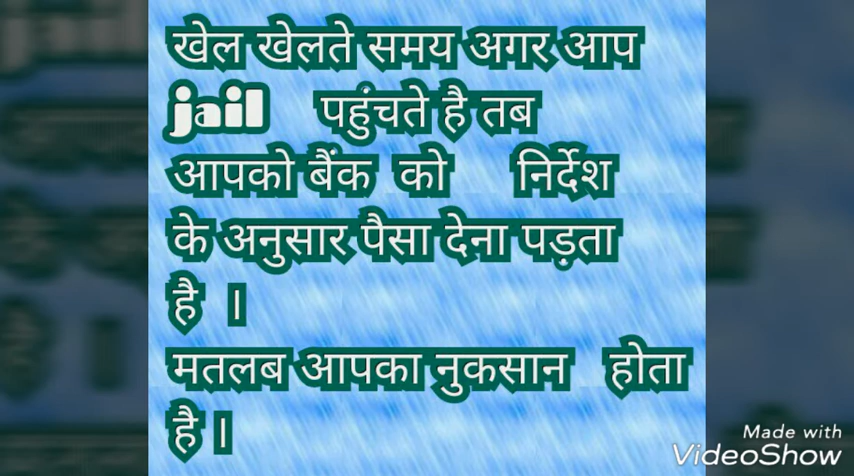 खेल खेलते समय अगर आप
jail पहुंचते है तब
आपको बैंक को निर्देश
के अनुसार पैसा देना पड़ता
है ।
मतलब आपका नुकसान होता
है ।
Made with
VideoShow